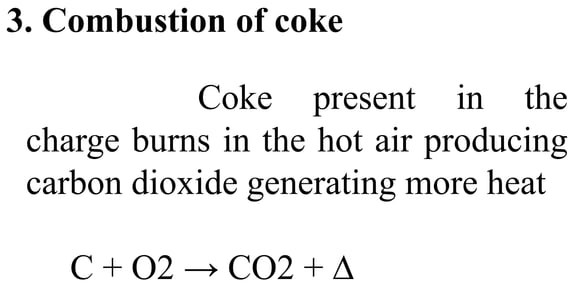 3. Combustion of coke
Coke present in the
charge burns in the hot air producing
carbon dioxide generating more heat
C + O2 → CO2 + Δ